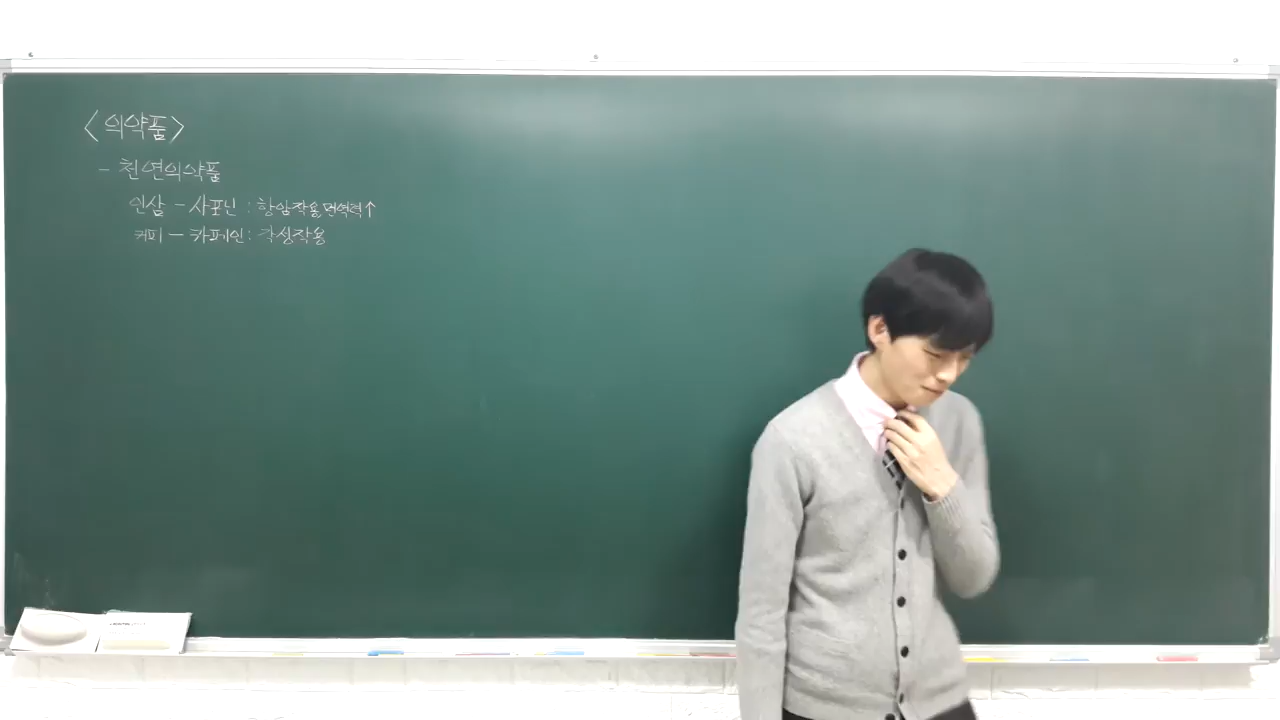 <의약품>
- 천연의약품
인삼 - 사포닌 : 항암작용, 면역력↑
커피 - 카페인 : 각성작용